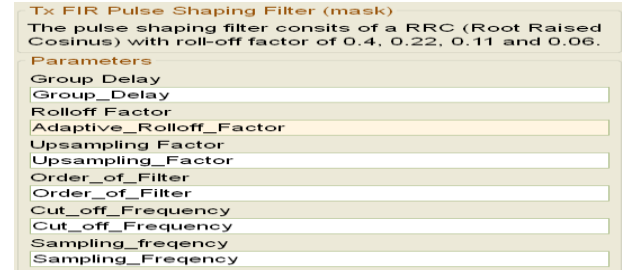 Tx FIR Pulse Shaping Filter (mask)
The pulse shaping filter consits of a RRC (Root Raised
Cosinus) with roll-off factor of 0.4, 0.22, 0.11 and 0.06.
Parameters
Group Delay
Group_Delay
Rolloff Factor
Adaptive_Rolloff_Factor
Upsampling Factor
Upsampling_Factor
Order_of_Filter
Order_of_Filter
Cut_off_Frequency
Cut_off_Frequency
Sampling_freqency
Sampling_Freqency